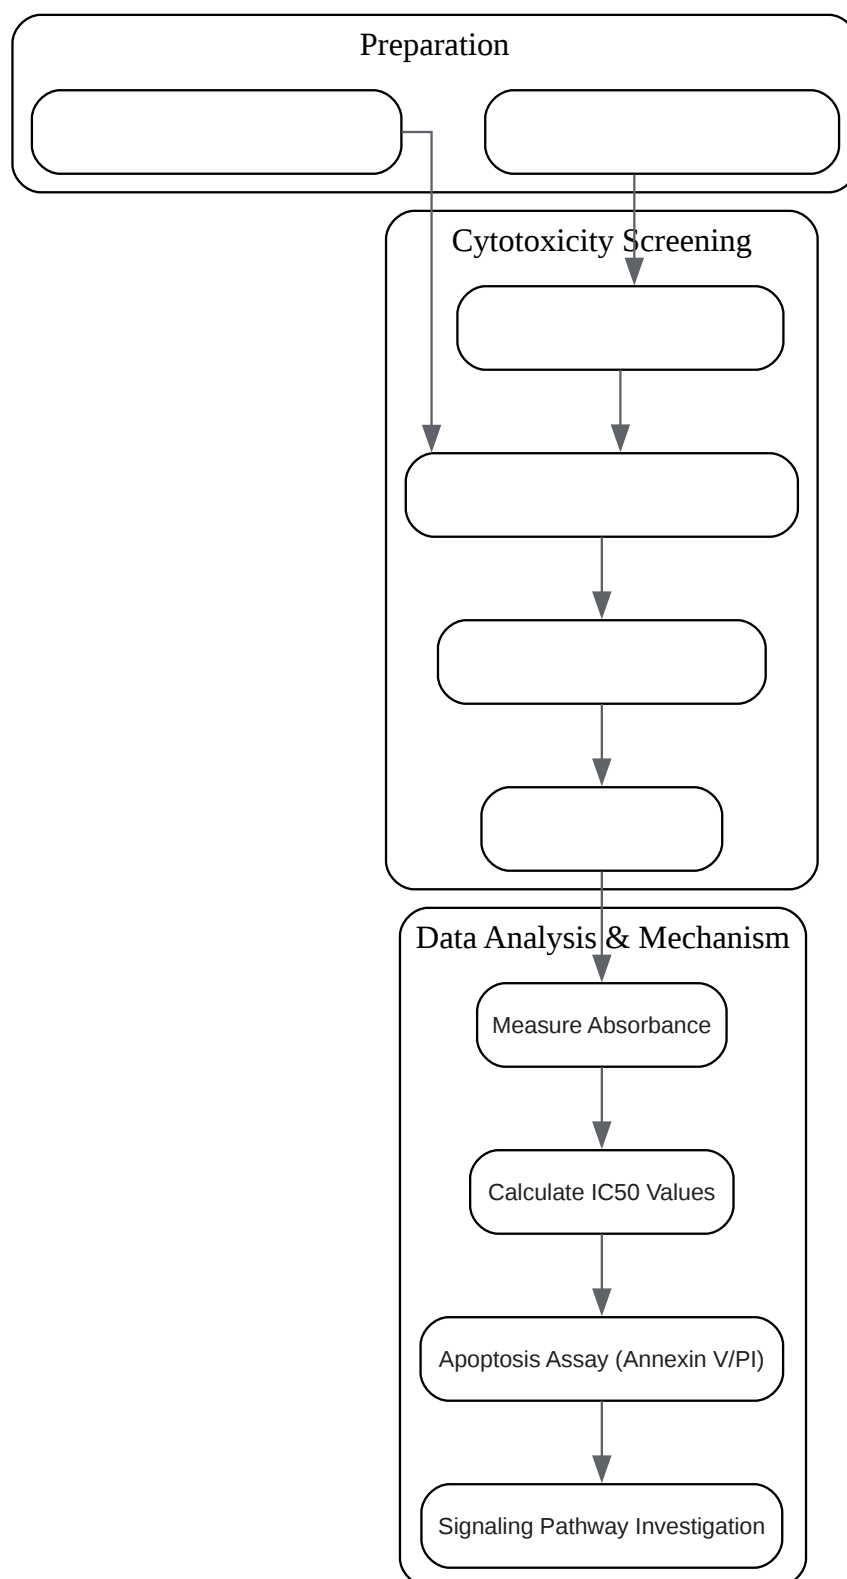 Preparation
Cytotoxicity Screening
Data Analysis & Mechanism
Measure Absorbance
Calculate IC50 Values
Apoptosis Assay (Annexin V/PI)
Signaling Pathway Investigation